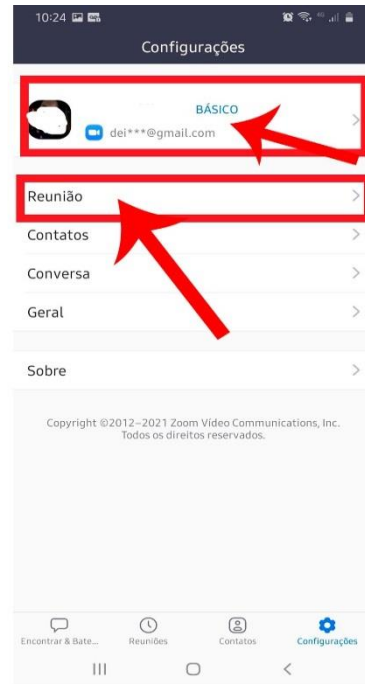 10:24
Configurações
BÁSICO
dei***@gmail.com
Reunião
Contatos
Conversa
Geral
Sobre
Copyright ©2012–2021 Zoom Vídeo Communications, Inc.
Todos os direitos reservados.
Encontrar & Bate... Reuniões Contatos Configurações